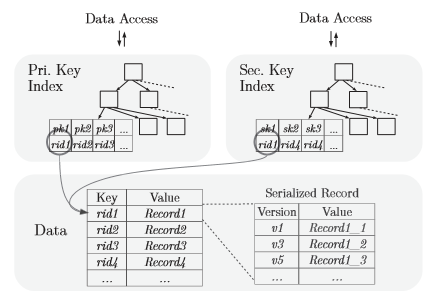 Data Access
Data Access
Pri. Key
Index
pk1 pk2 pk3 ...
rid1 rid2 rid3 ...
Sec. Key
Index
sk1 sk2 sk3 ...
rid1 rid4 rid4 ...
Data
Key Value
rid1 Record1
rid2 Record2
rid3 Record3
rid4 Record4
... ...
Serialized Record
Version Value
v1 Record1_1
v3 Record1_2
v5 Record1_3
... ...